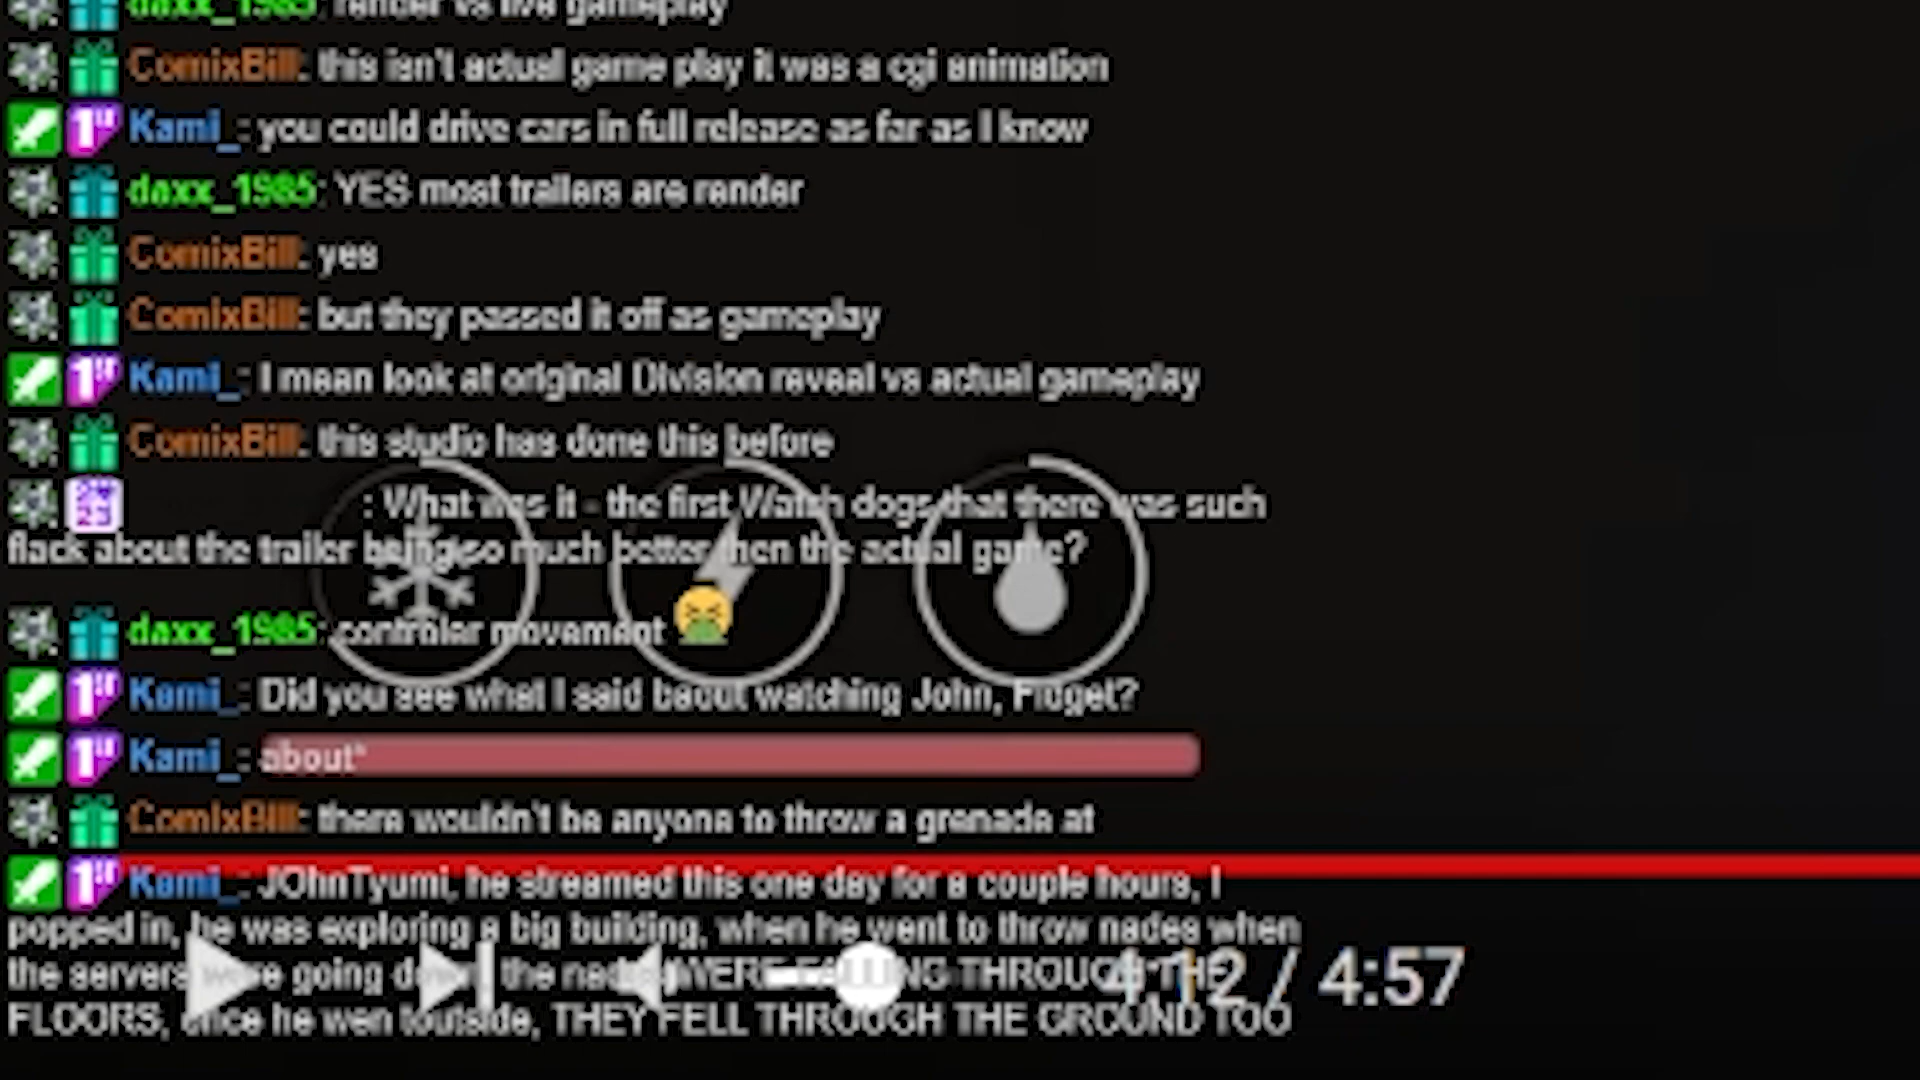 daxx_1985: render vs live gameplay
ComixBill: this isn't actual game play it was a cgi animation
Kami_: you could drive cars in full release as far as I know
daxx_1985: YES most trailers are render
ComixBill: yes
ComixBill: but they passed it off as gameplay
Kami_: I mean look at original Division reveal vs actual gameplay
ComixBill: this studio has done this before
: What was it - the first Watch dogs that there was such
flack about the trailer being so much better then the actual game?
daxx_1985: controler movement
Kami_: Did you see what I said baout watching John, Fidget?
Kami_: about*
ComixBill: there wouldn't be anyone to throw a grenade at
Kami_: JOhnTyumi, he streamed this one day for a couple hours, I
popped in, he was exploring a big building, when he went to throw nades when
the servers were going down, the nades WERE FALLING THROUGH THE
FLOORS, once he wen toutside, THEY FELL THROUGH THE GROUND TOO
4:12 / 4:57